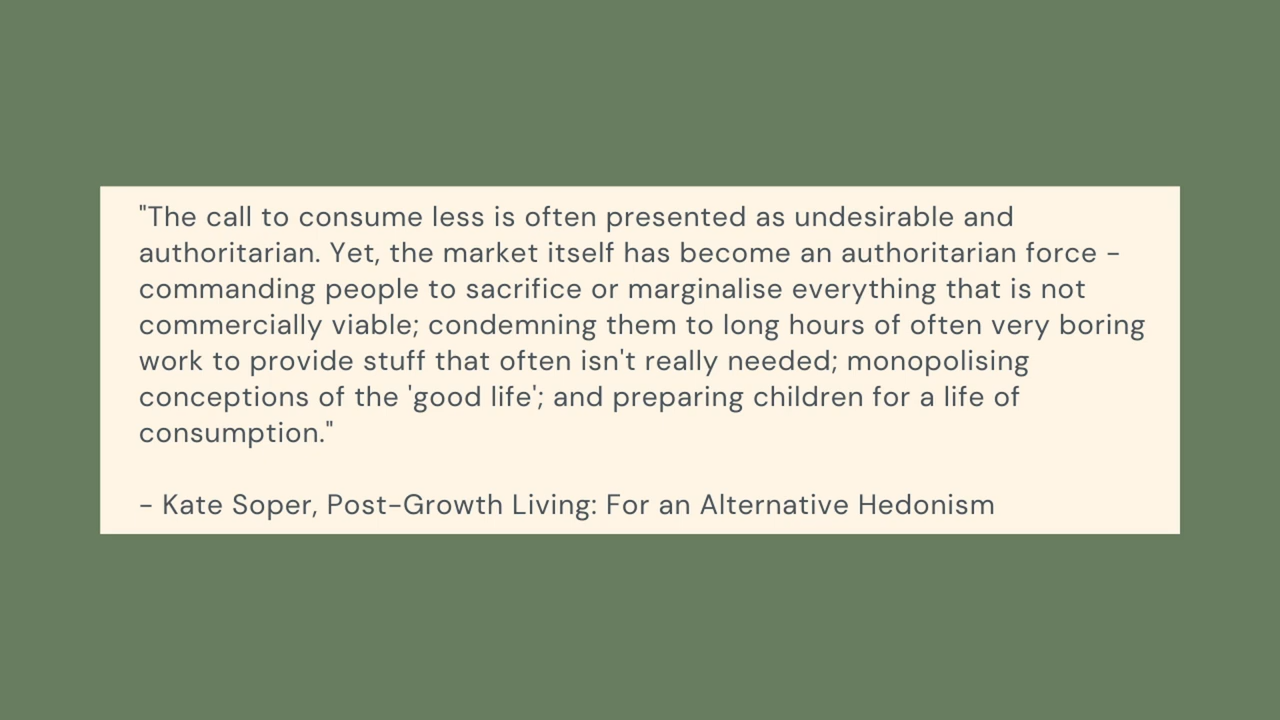 "The call to consume less is often presented as undesirable and
authoritarian. Yet, the market itself has become an authoritarian force -
commanding people to sacrifice or marginalise everything that is not
commercially viable; condemning them to long hours of often very boring
work to provide stuff that often isn't really needed; monopolising
conceptions of the 'good life'; and preparing children for a life of
consumption."
- Kate Soper, Post-Growth Living: For an Alternative Hedonism